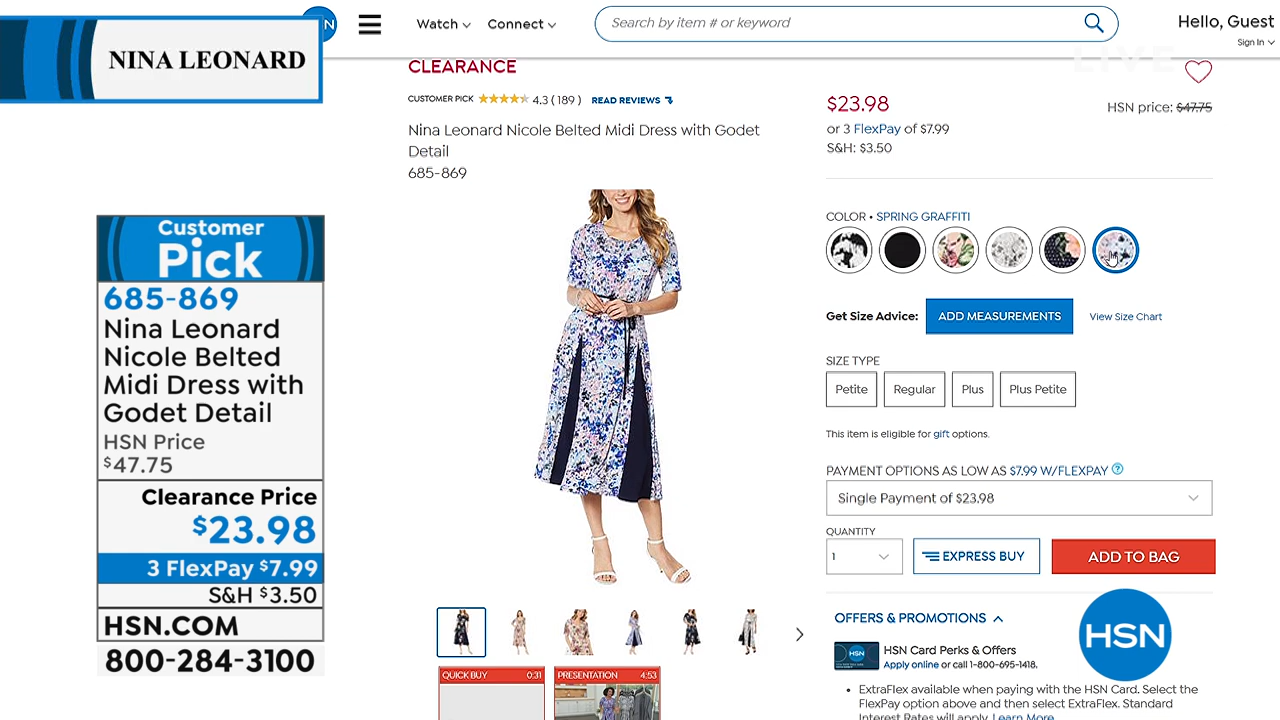 NINA LEONARD
N
Watch
Connect
Search by item # or keyword
Hello, Guest
Sign In
LIVE
CLEARANCE
CUSTOMER PICK
4.3 ( 189 )
READ REVIEWS
Nina Leonard Nicole Belted Midi Dress with Godet
Detail
685-869
$23.98
HSN price: $47.75
or 3 FlexPay of $7.99
S&H: $3.50
COLOR • SPRING GRAFFITI
Get Size Advice:
ADD MEASUREMENTS
View Size Chart
SIZE TYPE
Petite
Regular
Plus
Plus Petite
This item is eligible for gift options.
PAYMENT OPTIONS AS LOW AS $7.99 W/FLEXPAY ?
Single Payment of $23.98
QUANTITY
1
EXPRESS BUY
ADD TO BAG
OFFERS & PROMOTIONS
HSN
HSN Card Perks & Offers
Apply online or call 1-800-695-1418.
• ExtraFlex available when paying with the HSN Card. Select the
FlexPay option above and then select ExtraFlex. Standard
Interest Rates will apply. Learn More
HSN
QUICK BUY 0:31
PRESENTATION 4:53
Customer
Pick
685-869
Nina Leonard
Nicole Belted
Midi Dress with
Godet Detail
HSN Price
$47.75
Clearance Price
$23.98
3 FlexPay $7.99
S&H $3.50
HSN.COM
800-284-3100